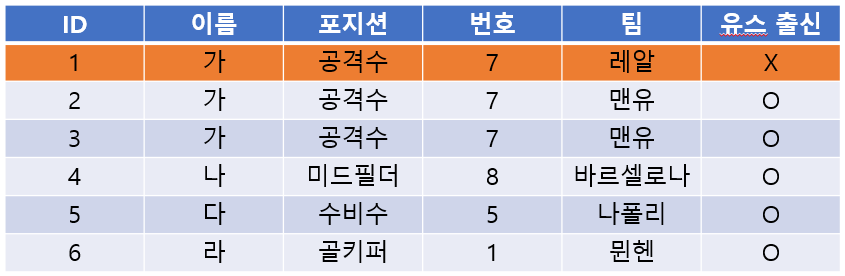 ID 이름 포지션 번호 팀 유스 출신
1 가 공격수 7 레알 X
2 가 공격수 7 맨유 O
3 가 공격수 7 맨유 O
4 나 미드필더 8 바르셀로나 O
5 다 수비수 5 나폴리 O
6 라 골키퍼 1 뮌헨 O